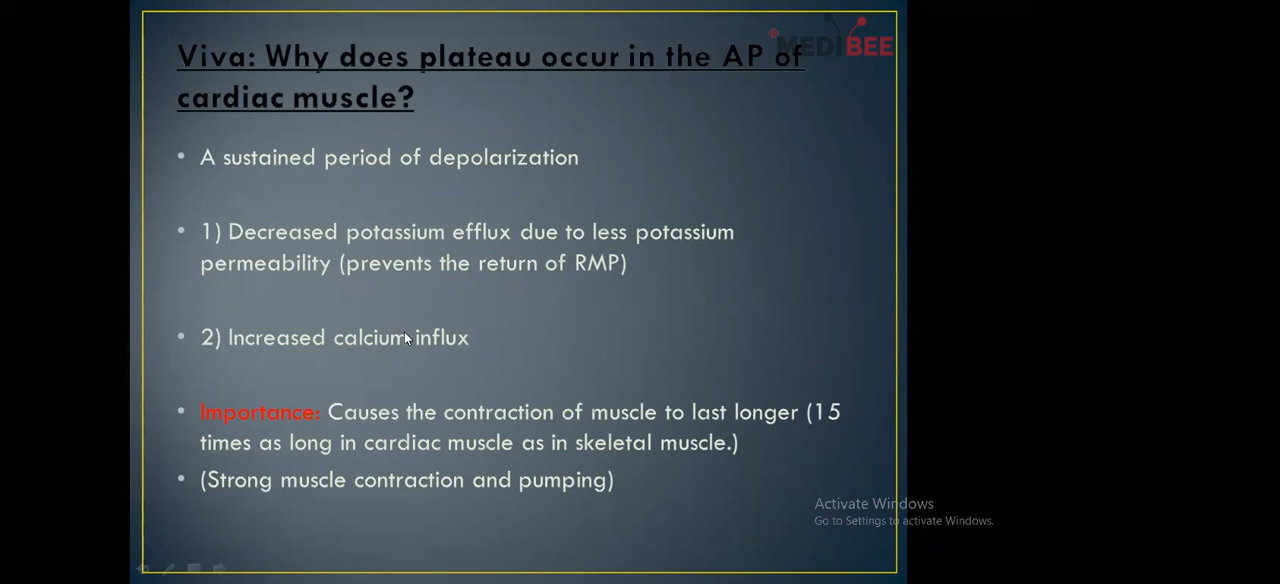 MEDIBEE
Viva: Why does plateau occur in the AP of
cardiac muscle?
• A sustained period of depolarization
• 1) Decreased potassium efflux due to less potassium
permeability (prevents the return of RMP)
• 2) Increased calcium influx
• Importance: Causes the contraction of muscle to last longer (15
times as long in cardiac muscle as in skeletal muscle.)
• (Strong muscle contraction and pumping)
Activate Windows
Go to Settings to activate Windows.